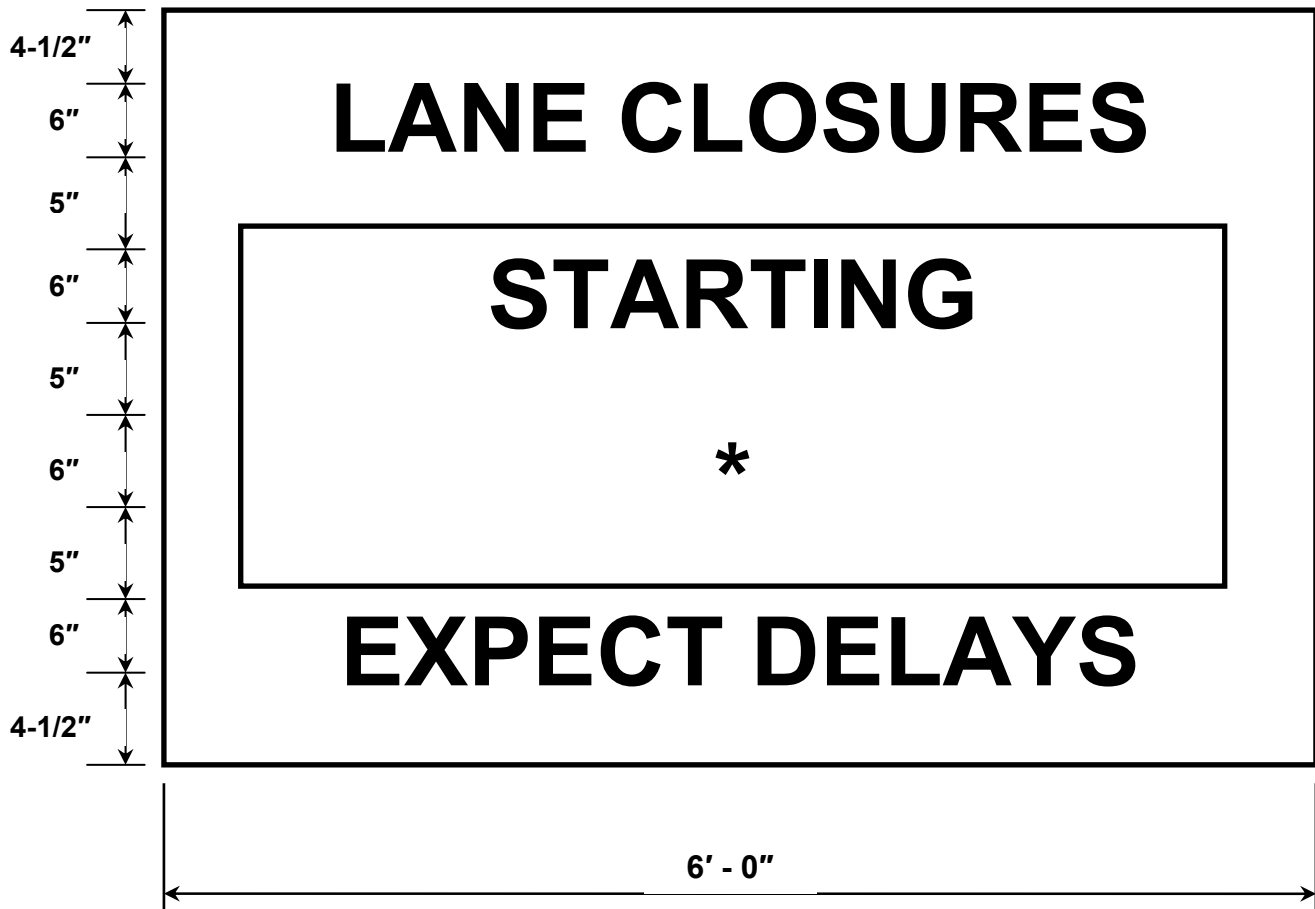 4-1/2"
LANE CLOSURES
6"
5"
STARTING
6"
5"
*
6"
5"
EXPECT DELAYS
6"
4-1/2"
6' - 0"